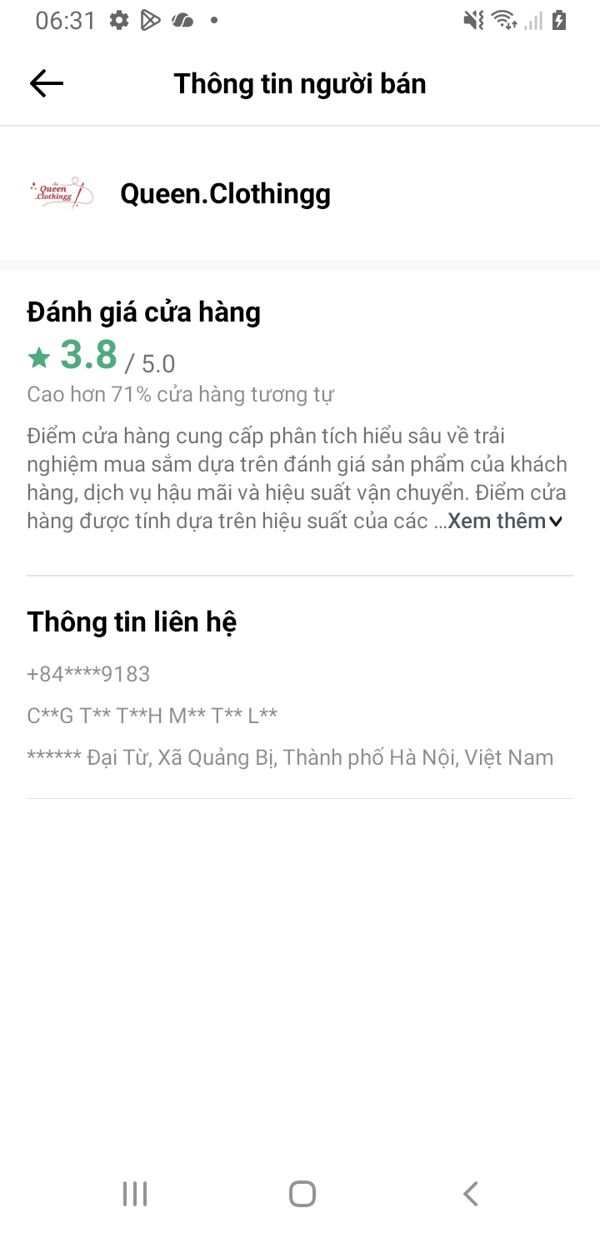 06:31
Thông tin người bán
Queen
.Clothingg
Queen.Clothingg
Đánh giá cửa hàng
3.8 / 5.0
Cao hơn 71% cửa hàng tương tự
Điểm cửa hàng cung cấp phân tích hiểu sâu về trải
nghiệm mua sắm dựa trên đánh giá sản phẩm của khách
hàng, dịch vụ hậu mãi và hiệu suất vận chuyển. Điểm cửa
hàng được tính dựa trên hiệu suất của các ...Xem thêm
Thông tin liên hệ
+84****9183
C**G T** T**H M** T** L**
****** Đại Từ, Xã Quảng Bị, Thành phố Hà Nội, Việt Nam